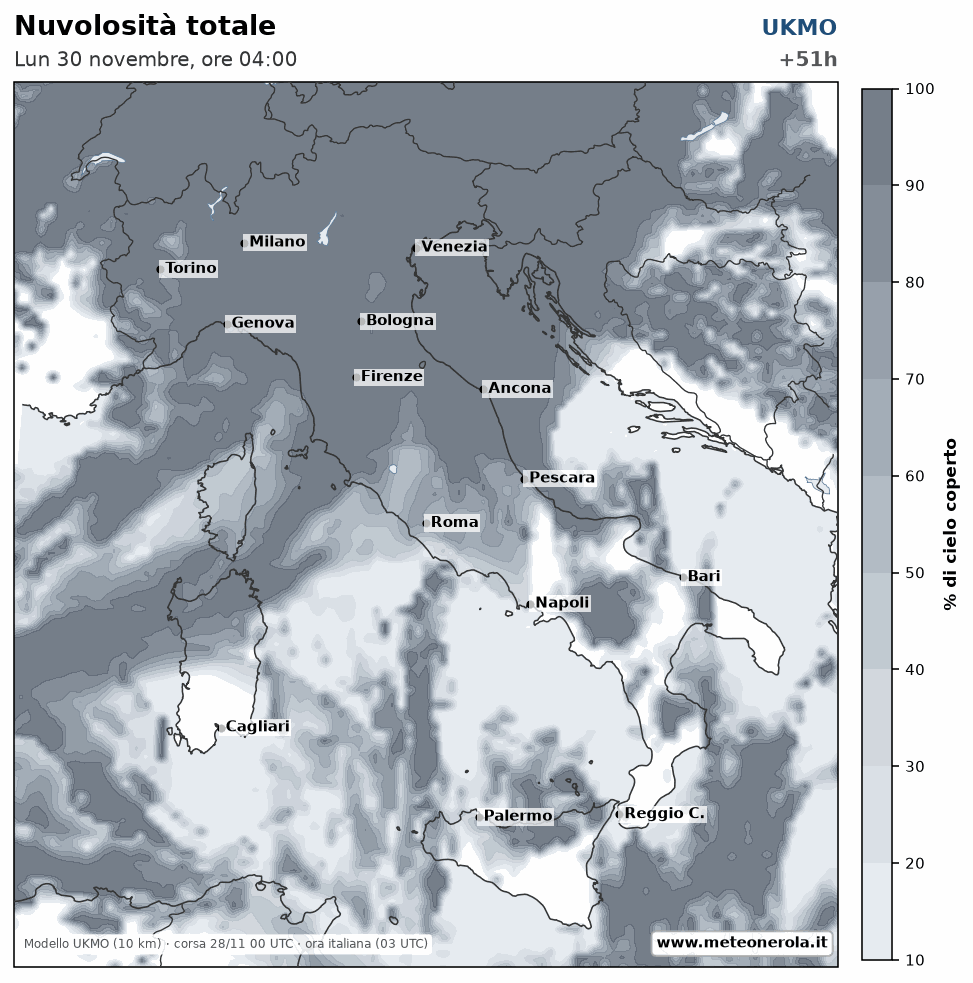 Nuvolosità totale
UKMO
Lun 30 novembre, ore 04:00
+51h
Milano
Venezia
Torino
Genova
Bologna
Firenze
Ancona
Pescara
Roma
Bari
Napoli
Cagliari
Palermo
Reggio C.
Modello UKMO (10 km) · corsa 28/11 00 UTC · ora italiana (03 UTC)
www.meteonerola.it
100
90
80
70
60
50
40
30
20
10
% di cielo coperto